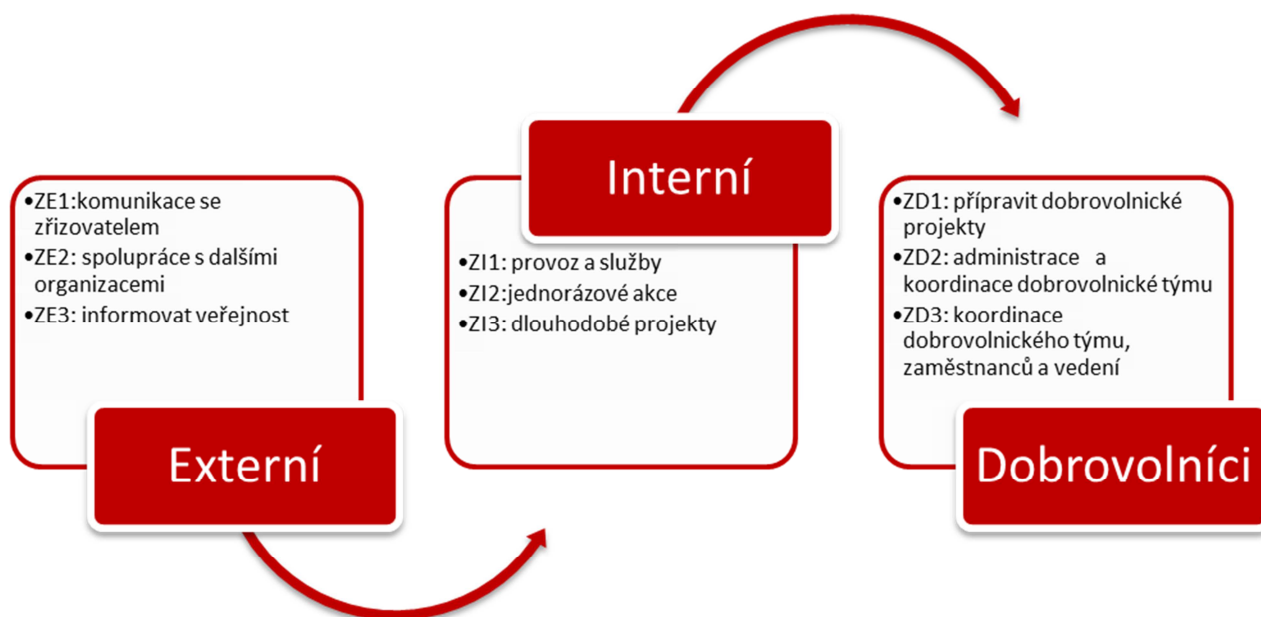 •ZE1:komunikace se
zřizovatelem
•ZE2: spolupráce s dalšími
organizacemi
•ZE3: informovat veřejnost
Externí
Interní
•ZI1: provoz a služby
•ZI2:jednorázové akce
•ZI3: dlouhodobé projekty
•ZD1: přípravit dobrovolnické
projekty
•ZD2: administrace a
koordinace dobrovolnické týmu
•ZD3: koordinace
dobrovolnického týmu,
zaměstnanců a vedení
Dobrovolníci